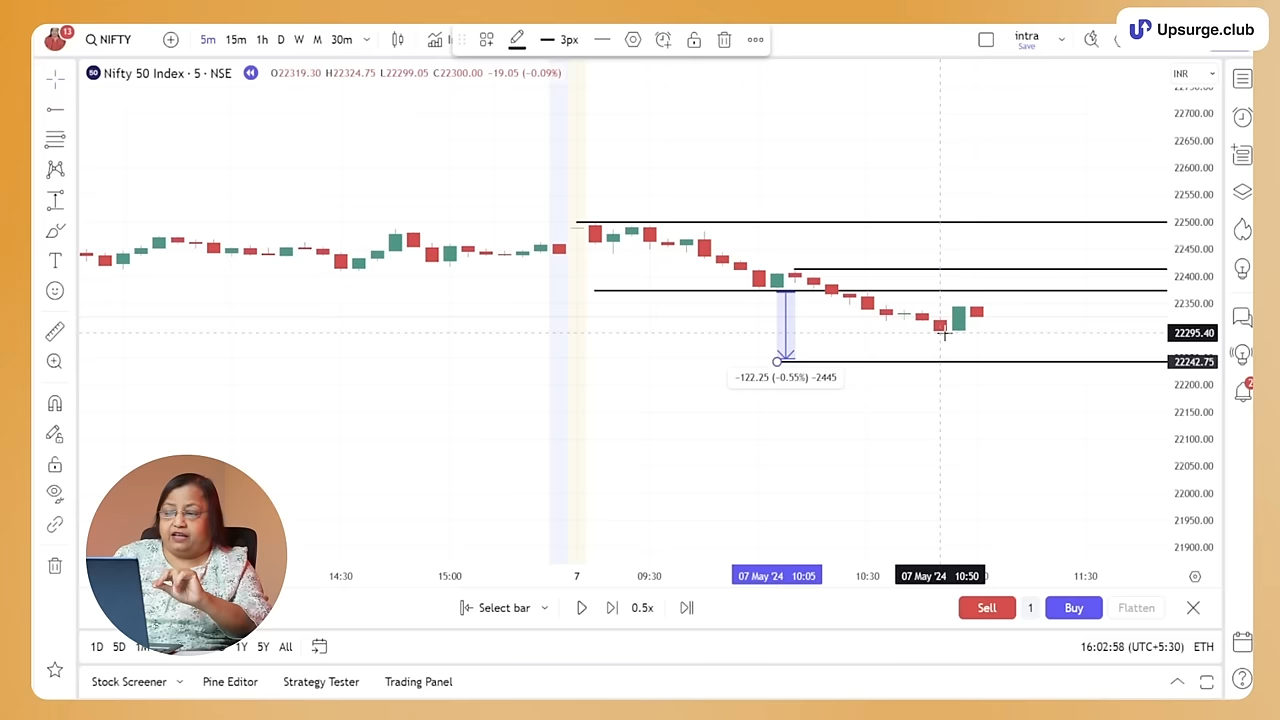 Upsurge.club
13
NIFTY
5m 15m 1h D W M 30m
3px
intra
Save
50 Nifty 50 Index · 5 · NSE
O22319.30 H22324.75 L22299.05 C22300.00 −19.05 (−0.09%)
INR
22700.00
22650.00
22600.00
22550.00
22500.00
22450.00
22400.00
22350.00
22295.40
22242.75
22200.00
22150.00
22100.00
22050.00
22000.00
21950.00
21900.00
−122.25 (−0.55%) −2445
14:30 15:00 7 09:30 07 May '24 10:05 10:30 07 May '24 10:50 11:30
Select bar 0.5x Sell 1 Buy Flatten
1D 5D 1M 1Y 5Y All 16:02:58 (UTC+5:30) ETH
Stock Screener Pine Editor Strategy Tester Trading Panel